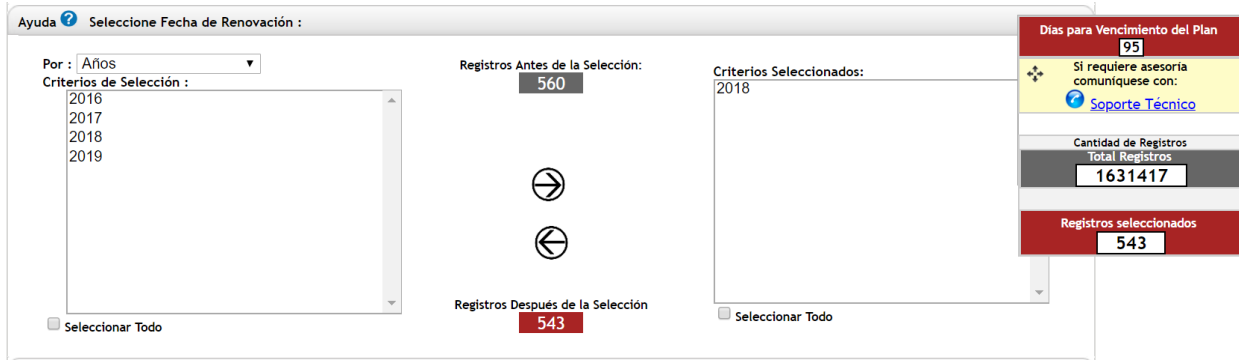 Ayuda ? Seleccione Fecha de Renovación :
Por : Años
Criterios de Selección :
2016
2017
2018
2019
Seleccionar Todo
Registros Antes de la Selección:
560
Registros Después de la Selección
543
Criterios Seleccionados:
2018
Seleccionar Todo
Días para Vencimiento del Plan
95
Si requiere asesoría
comuníquese con:
Soporte Técnico
Cantidad de Registros
Total Registros
1631417
Registros seleccionados
543